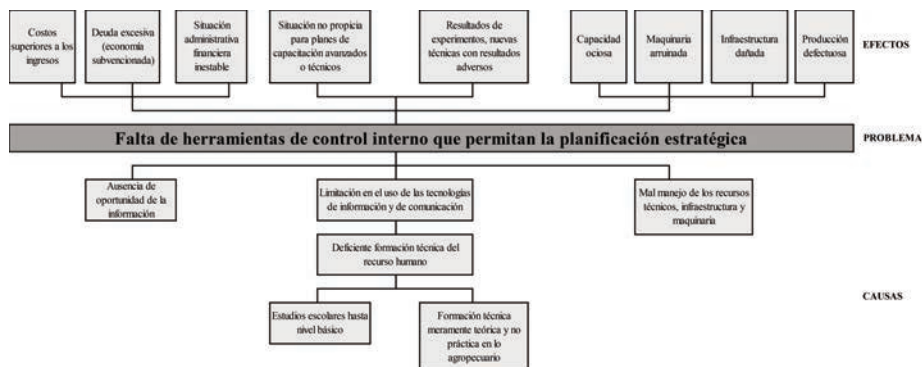 Costos
superiores a los
ingresos
Deuda excesiva
(economía
subvencionada)
Situación
administrativa
financiera
inestable
Situación no propicia
para planes de
capacitación avanzados
o técnicos
Resultados de
experimentos, nuevas
técnicas con resultados
adversos
Capacidad
ociosa
Maquinaria
arruinada
Infraestructura
dañada
Producción
defectuosa
EFECTOS
Falta de herramientas de control interno que permitan la planificación estratégica
PROBLEMA
Ausencia de
oportunidad de la
información
Limitación en el uso de las tecnologías
de información y de comunicación
Mal manejo de los recursos
técnicos, infraestructura y
maquinaria
Deficiente formación técnica del
recurso humano
CAUSAS
Estudios escolares hasta
nivel básico
Formación técnica
meramente teórica y no
práctica en lo
agropecuario